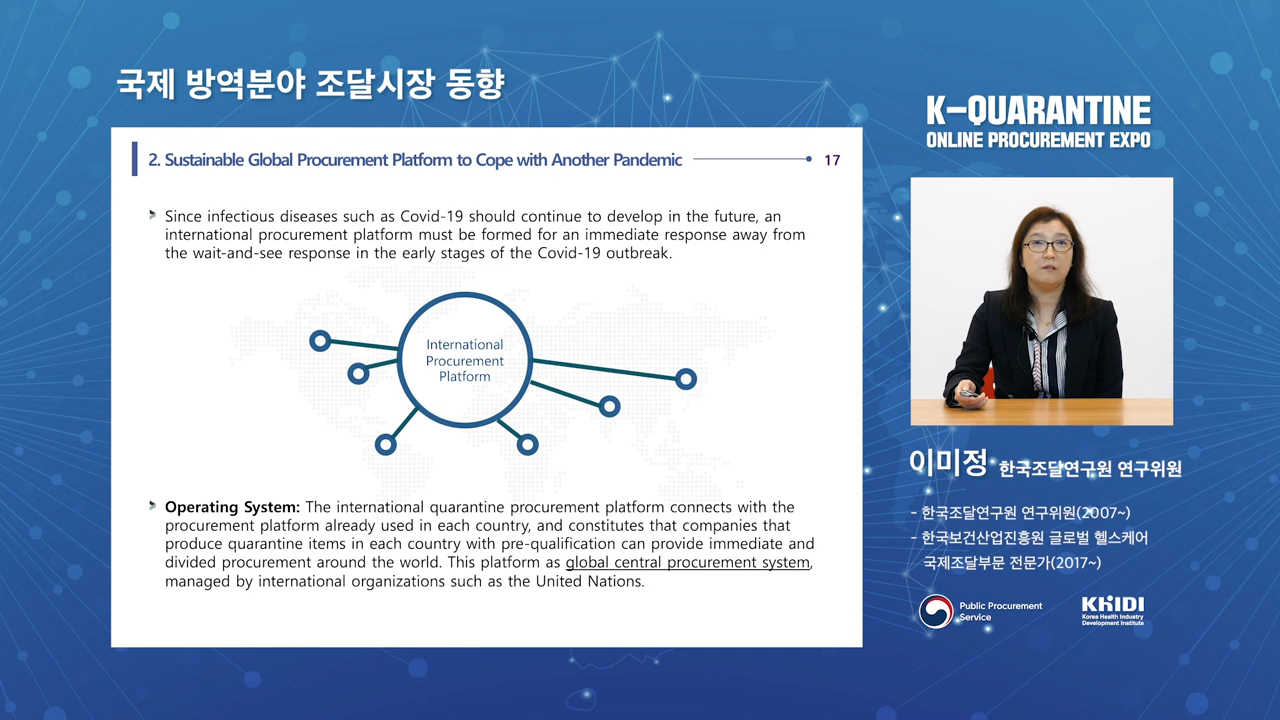 국제 방역분야 조달시장 동향
2. Sustainable Global Procurement Platform to Cope with Another Pandemic
17
Since infectious diseases such as Covid-19 should continue to develop in the future, an
international procurement platform must be formed for an immediate response away from
the wait-and-see response in the early stages of the Covid-19 outbreak.
International
Procurement
Platform
Operating System: The international quarantine procurement platform connects with the
procurement platform already used in each country, and constitutes that companies that
produce quarantine items in each country with pre-qualification can provide immediate and
divided procurement around the world. This platform as global central procurement system,
managed by international organizations such as the United Nations.
K-QUARANTINE
ONLINE PROCUREMENT EXPO
이미정 한국조달연구원 연구위원
- 한국조달연구원 연구위원(2007~)
- 한국보건산업진흥원 글로벌 헬스케어
국제조달부문 전문가(2017~)
Public Procurement
Service
KHIDI
Korea Health Industry
Development Institute